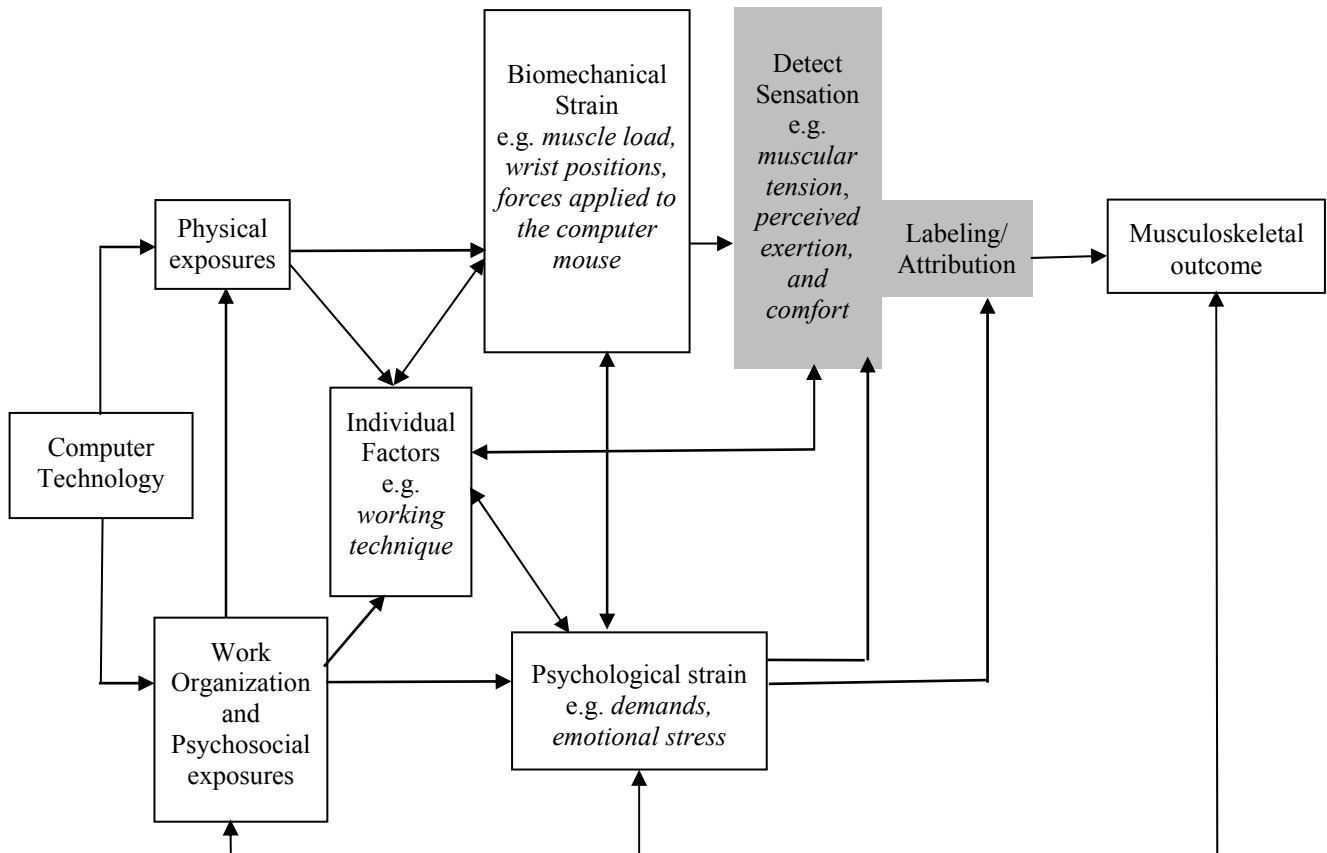 Biomechanical
Strain
e.g. muscle load,
wrist positions,
forces applied to
the computer
mouse
Detect
Sensation
e.g.
muscular
tension,
perceived
exertion,
and
comfort
Physical
exposures
Labeling/
Attribution
Musculoskeletal
outcome
Computer
Technology
Individual
Factors
e.g.
working
technique
Work
Organization
and
Psychosocial
exposures
Psychological strain
e.g. demands,
emotional stress